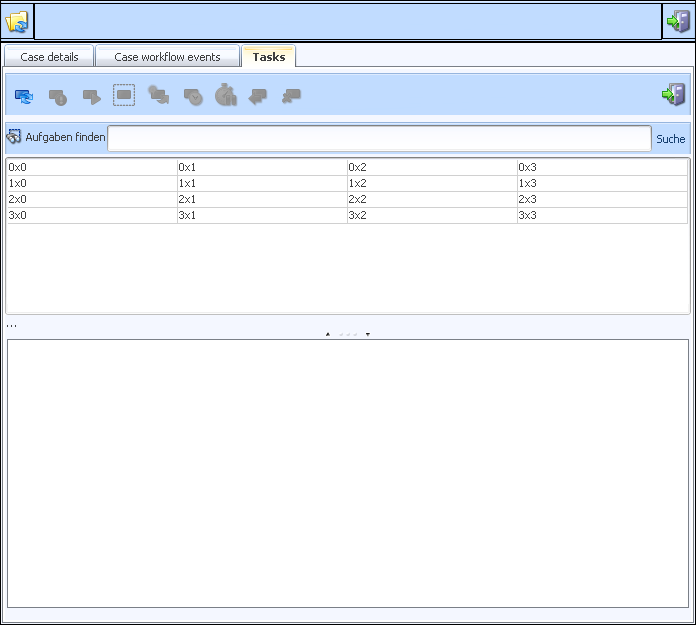 Case details Case workflow events Tasks
Aufgaben finden Suche
0x0 0x1 0x2 0x3
1x0 1x1 1x2 1x3
2x0 2x1 2x2 2x3
3x0 3x1 3x2 3x3
...